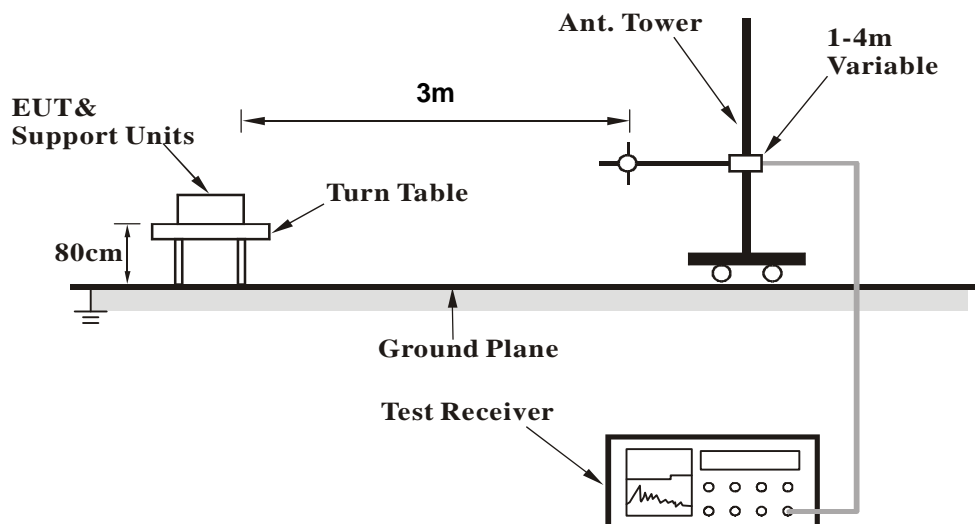 Ant. Tower
1-4m
Variable
3m
EUT&
Support Units
Turn Table
80cm
Ground Plane
Test Receiver